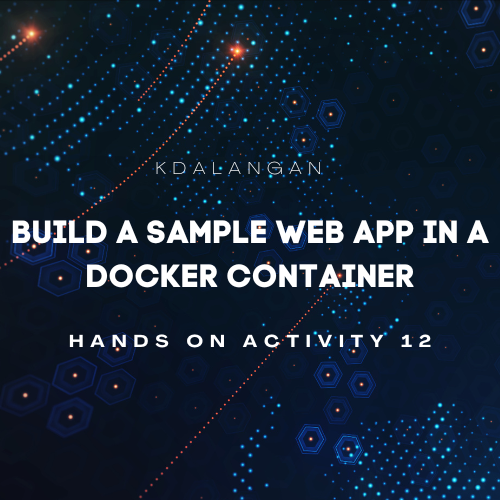 KDALANGAN
BUILD A SAMPLE WEB APP IN A
DOCKER CONTAINER
HANDS ON ACTIVITY 12